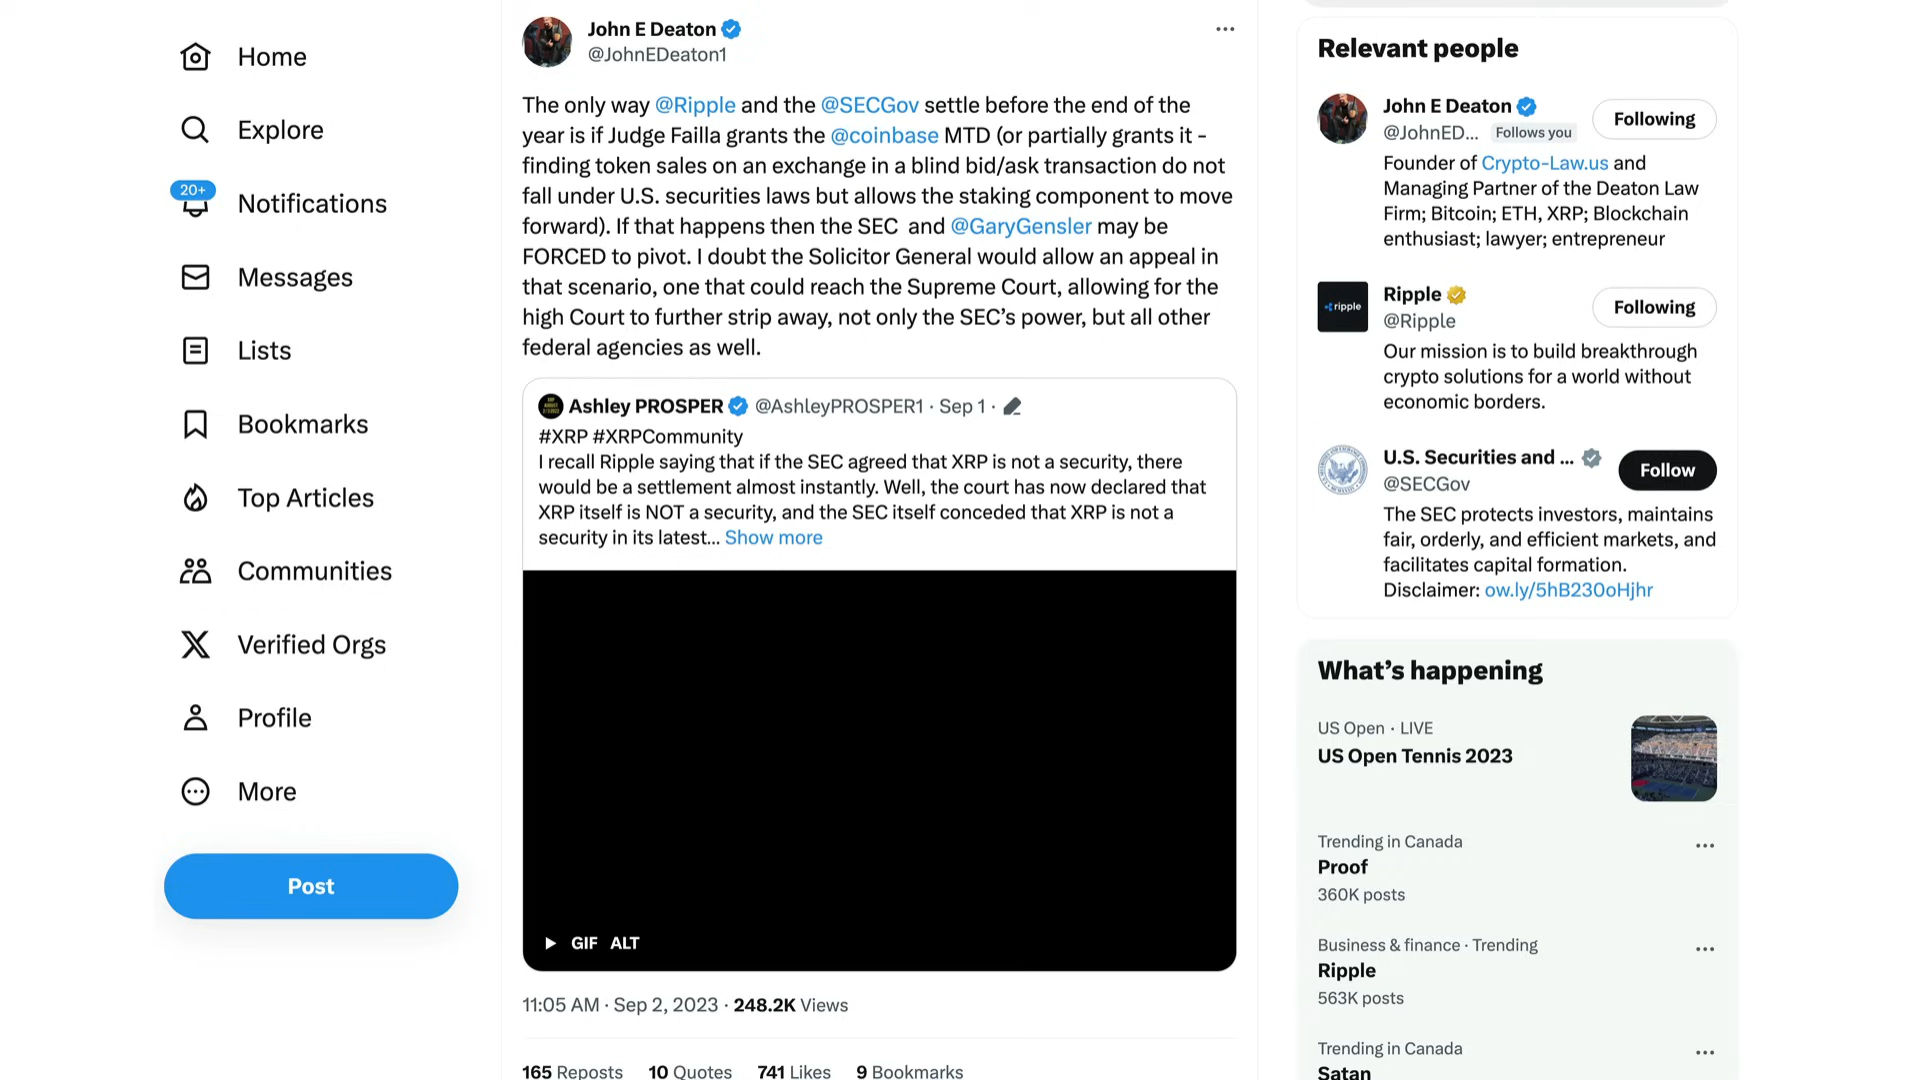 Home
Explore
20+
Notifications
Messages
Lists
Bookmarks
Top Articles
Communities
Verified Orgs
Profile
More
Post
John E Deaton
@JohnEDeaton1
The only way @Ripple and the @SECGov settle before the end of the
year is if Judge Failla grants the @coinbase MTD (or partially grants it -
finding token sales on an exchange in a blind bid/ask transaction do not
fall under U.S. securities laws but allows the staking component to move
forward). If that happens then the SEC  and @GaryGensler may be
FORCED to pivot. I doubt the Solicitor General would allow an appeal in
that scenario, one that could reach the Supreme Court, allowing for the
high Court to further strip away, not only the SEC’s power, but all other
federal agencies as well.
Ashley PROSPER @AshleyPROSPER1 · Sep 1 ·
#XRP #XRPCommunity
I recall Ripple saying that if the SEC agreed that XRP is not a security, there
would be a settlement almost instantly. Well, the court has now declared that
XRP itself is NOT a security, and the SEC itself conceded that XRP is not a
security in its latest... Show more
GIF ALT
11:05 AM · Sep 2, 2023 · 248.2K Views
165 Reposts 10 Quotes 741 Likes 9 Bookmarks
Relevant people
John E Deaton
Following
@JohnED... Follows you
Founder of Crypto-Law.us and
Managing Partner of the Deaton Law
Firm; Bitcoin; ETH, XRP; Blockchain
enthusiast; lawyer; entrepreneur
ripple
Ripple
Following
@Ripple
Our mission is to build breakthrough
crypto solutions for a world without
economic borders.
U.S. Securities and ...
Follow
@SECGov
The SEC protects investors, maintains
fair, orderly, and efficient markets, and
facilitates capital formation.
Disclaimer: ow.ly/5hB230oHjhr
What’s happening
US Open · LIVE
US Open Tennis 2023
Trending in Canada
Proof
360K posts
Business & finance · Trending
Ripple
563K posts
Trending in Canada
Satan